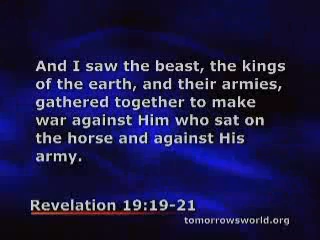 And I saw the beast, the kings
of the earth, and their armies,
gathered together to make
war against Him who sat on
the horse and against His
army.
Revelation 19:19-21
tomorrowsworld.org